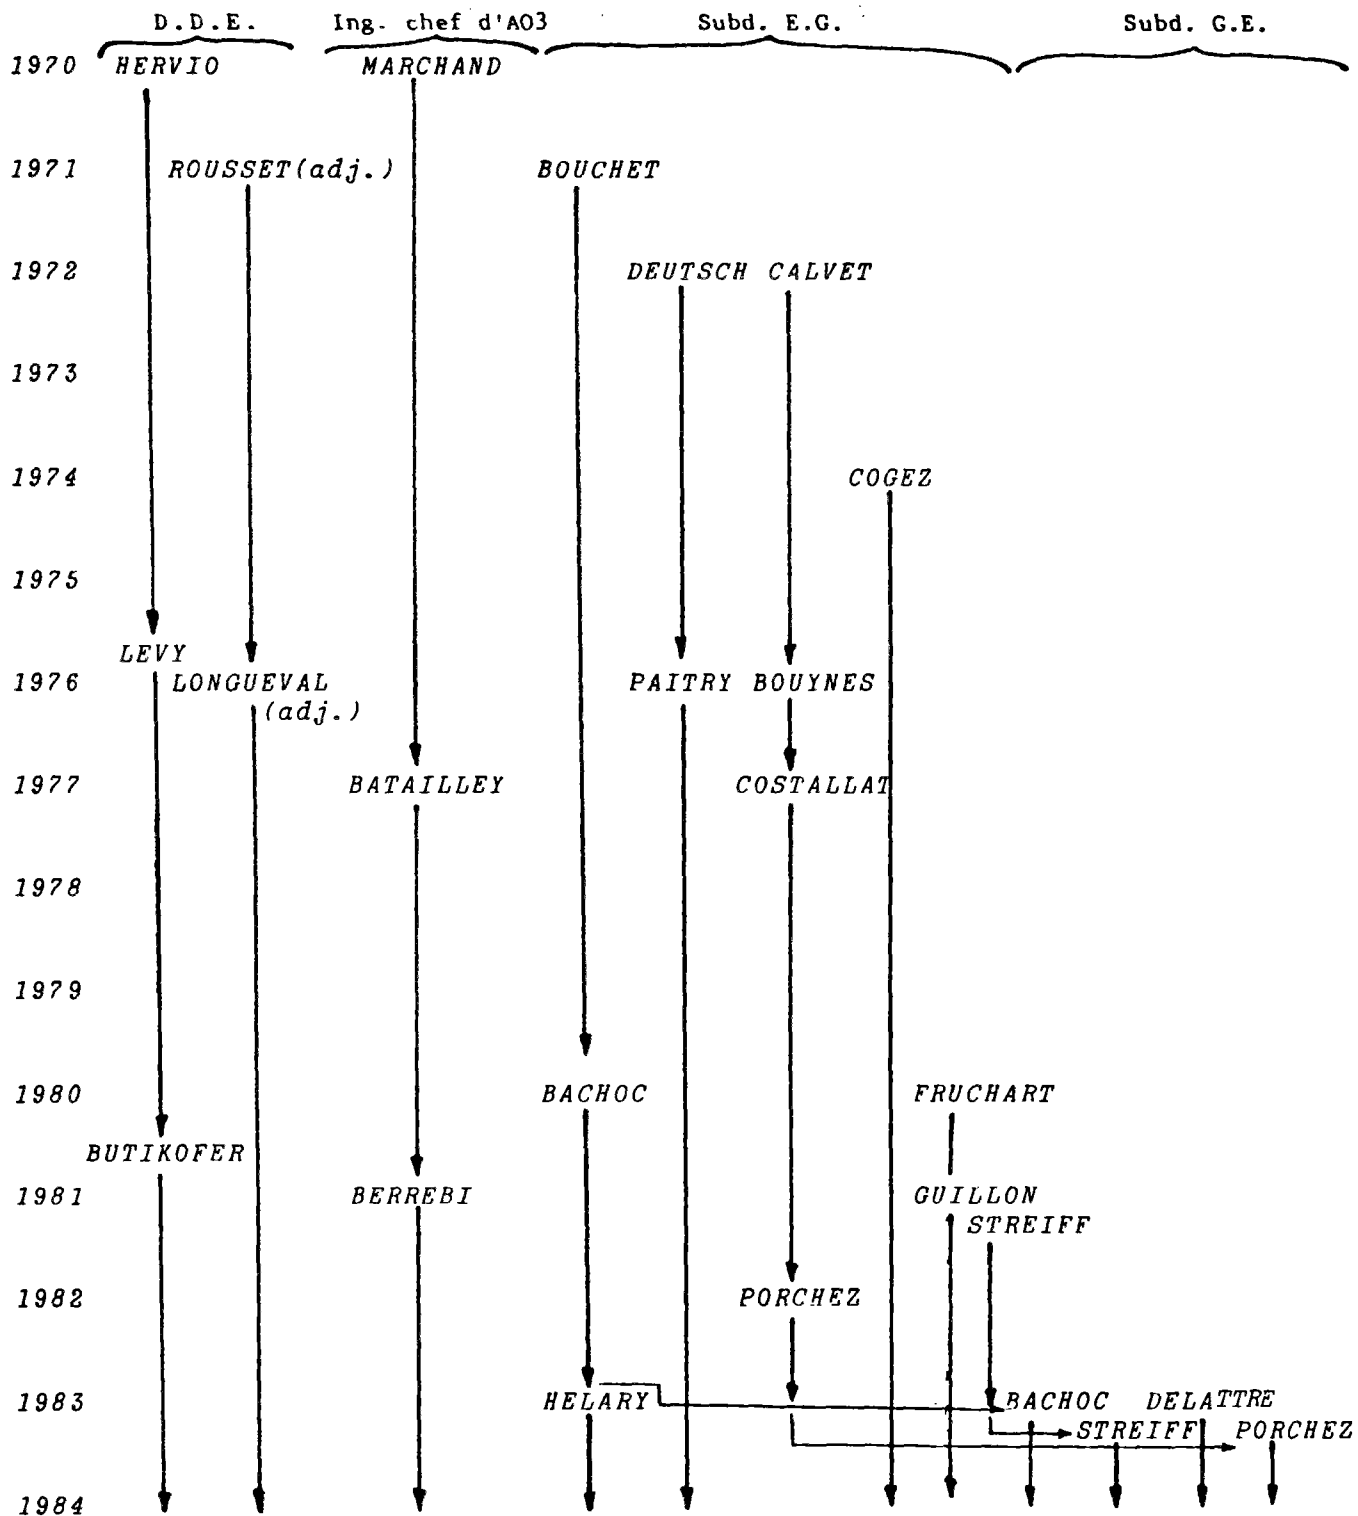 D.D.E. Ing. chef d'AO3 Subd. E.G. Subd. G.E.
1970 HERVIO MARCHAND
1971 ROUSSET(adj.) BOUCHET
1972 DEUTSCH CALVET
1973
1974 COGEZ
1975
LEVY
1976 LONGUEVAL PAITRY BOUYNES
(adj.)
1977 BATAILLEY COSTALLAT
1978
1979
1980 BACHOC FRUCHART
BUTIKOFER
1981 BERREBI GUILLON
STREIFF
1982 PORCHEZ
1983 HELARY BACHOC DELATTRE
STREIFF PORCHEZ
1984